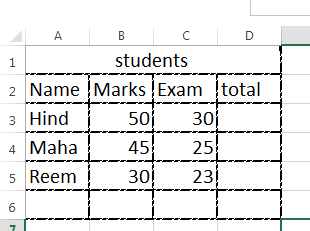 A B C D
1 students
2 Name Marks Exam total
3 Hind 50 30
4 Maha 45 25
5 Reem 30 23
6
7